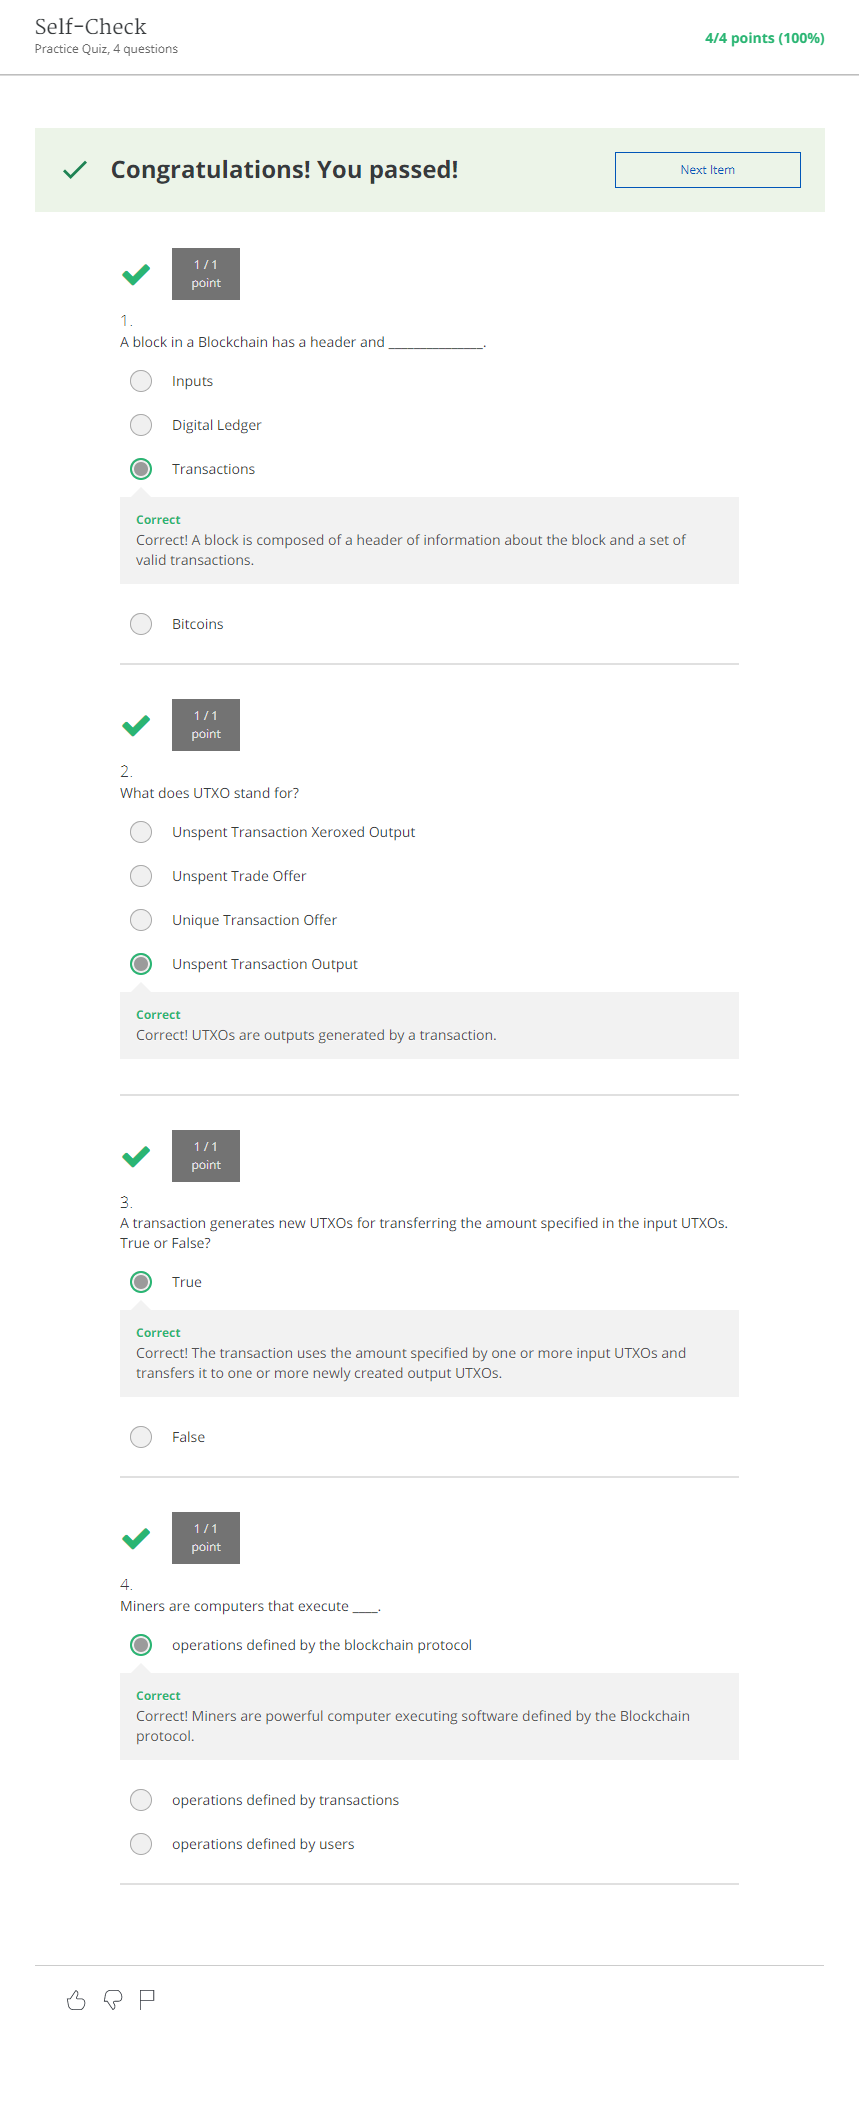 Self-Check
Practice Quiz, 4 questions
4/4 points (100%)
Congratulations! You passed!
Next Item
1 / 1
point
1.
A block in a Blockchain has a header and _______________.
Inputs
Digital Ledger
Transactions
Correct
Correct! A block is composed of a header of information about the block and a set of
valid transactions.
Bitcoins
1 / 1
point
2.
What does UTXO stand for?
Unspent Transaction Xeroxed Output
Unspent Trade Offer
Unique Transaction Offer
Unspent Transaction Output
Correct
Correct! UTXOs are outputs generated by a transaction.
1 / 1
point
3.
A transaction generates new UTXOs for transferring the amount specified in the input UTXOs.
True or False?
True
Correct
Correct! The transaction uses the amount specified by one or more input UTXOs and
transfers it to one or more newly created output UTXOs.
False
1 / 1
point
4.
Miners are computers that execute ____.
operations defined by the blockchain protocol
Correct
Correct! Miners are powerful computer executing software defined by the Blockchain
protocol.
operations defined by transactions
operations defined by users